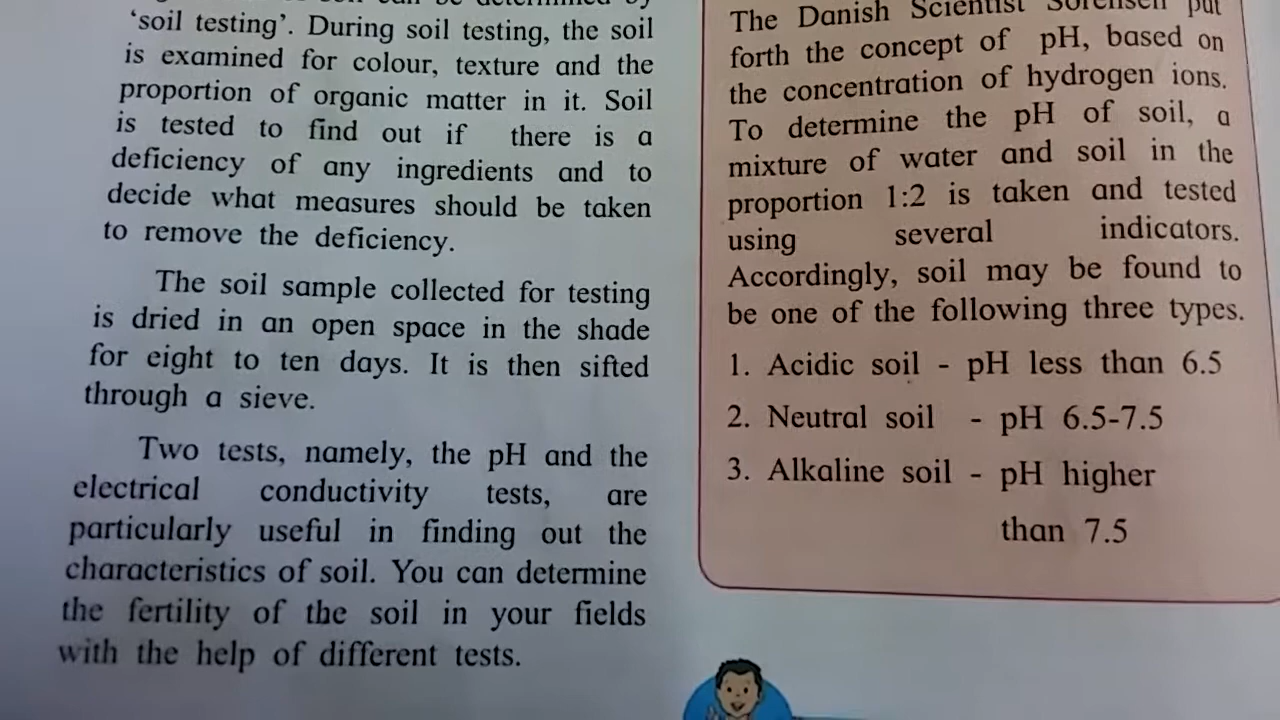 'soil testing'. During soil testing, the soil
is examined for colour, texture and the
proportion of organic matter in it. Soil
is tested to find out if there is a
deficiency of any ingredients and to
decide what measures should be taken
to remove the deficiency.
The soil sample collected for testing
is dried in an open space in the shade
for eight to ten days. It is then sifted
through a sieve.
Two tests, namely, the pH and the
electrical conductivity tests, are
particularly useful in finding out the
characteristics of soil. You can determine
the fertility of the soil in your fields
with the help of different tests.
The Danish Scientist Sorensen put
forth the concept of pH, based on
the concentration of hydrogen ions.
To determine the pH of soil, a
mixture of water and soil in the
proportion 1:2 is taken and tested
using several indicators.
Accordingly, soil may be found to
be one of the following three types.
1. Acidic soil - pH less than 6.5
2. Neutral soil - pH 6.5-7.5
3. Alkaline soil - pH higher
than 7.5